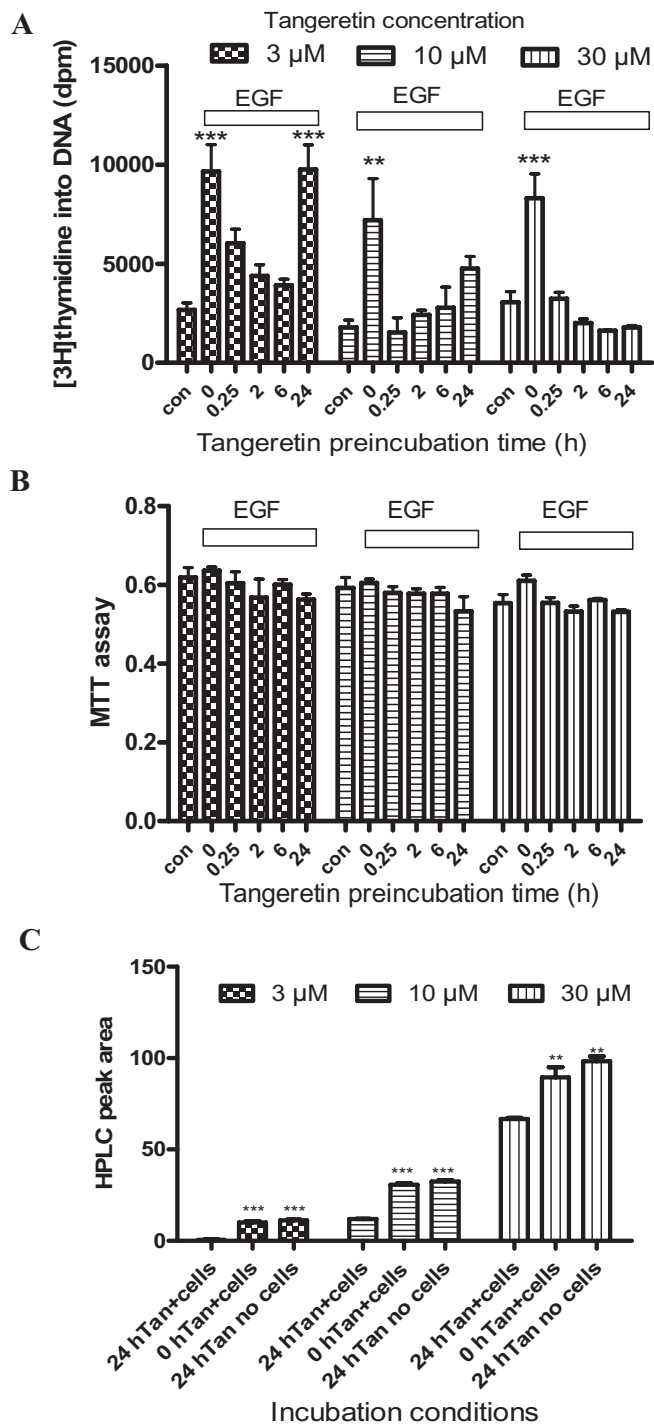 A
Tangeretin concentration
3 µM 10 µM 30 µM
[3H]thymidine into DNA (dpm)
15000
10000
5000
0
EGF EGF EGF
*** *** ** ***
con 0 0.25 2 6 24 con 0 0.25 2 6 24 con 0 0.25 2 6 24
Tangeretin preincubation time (h)
B
MTT assay
0.8
0.6
0.4
0.2
0.0
EGF EGF EGF
con 0 0.25 2 6 24 con 0 0.25 2 6 24 con 0 0.25 2 6 24
Tangeretin preincubation time (h)
C
HPLC peak area
150
100
50
0
3 µM 10 µM 30 µM
*** *** *** *** ** **
24 hTan+cells
0 hTan+cells
24 hTan no cells
24 hTan+cells
0 hTan+cells
24 hTan no cells
24 hTan+cells
0 hTan+cells
24 hTan no cells
Incubation conditions